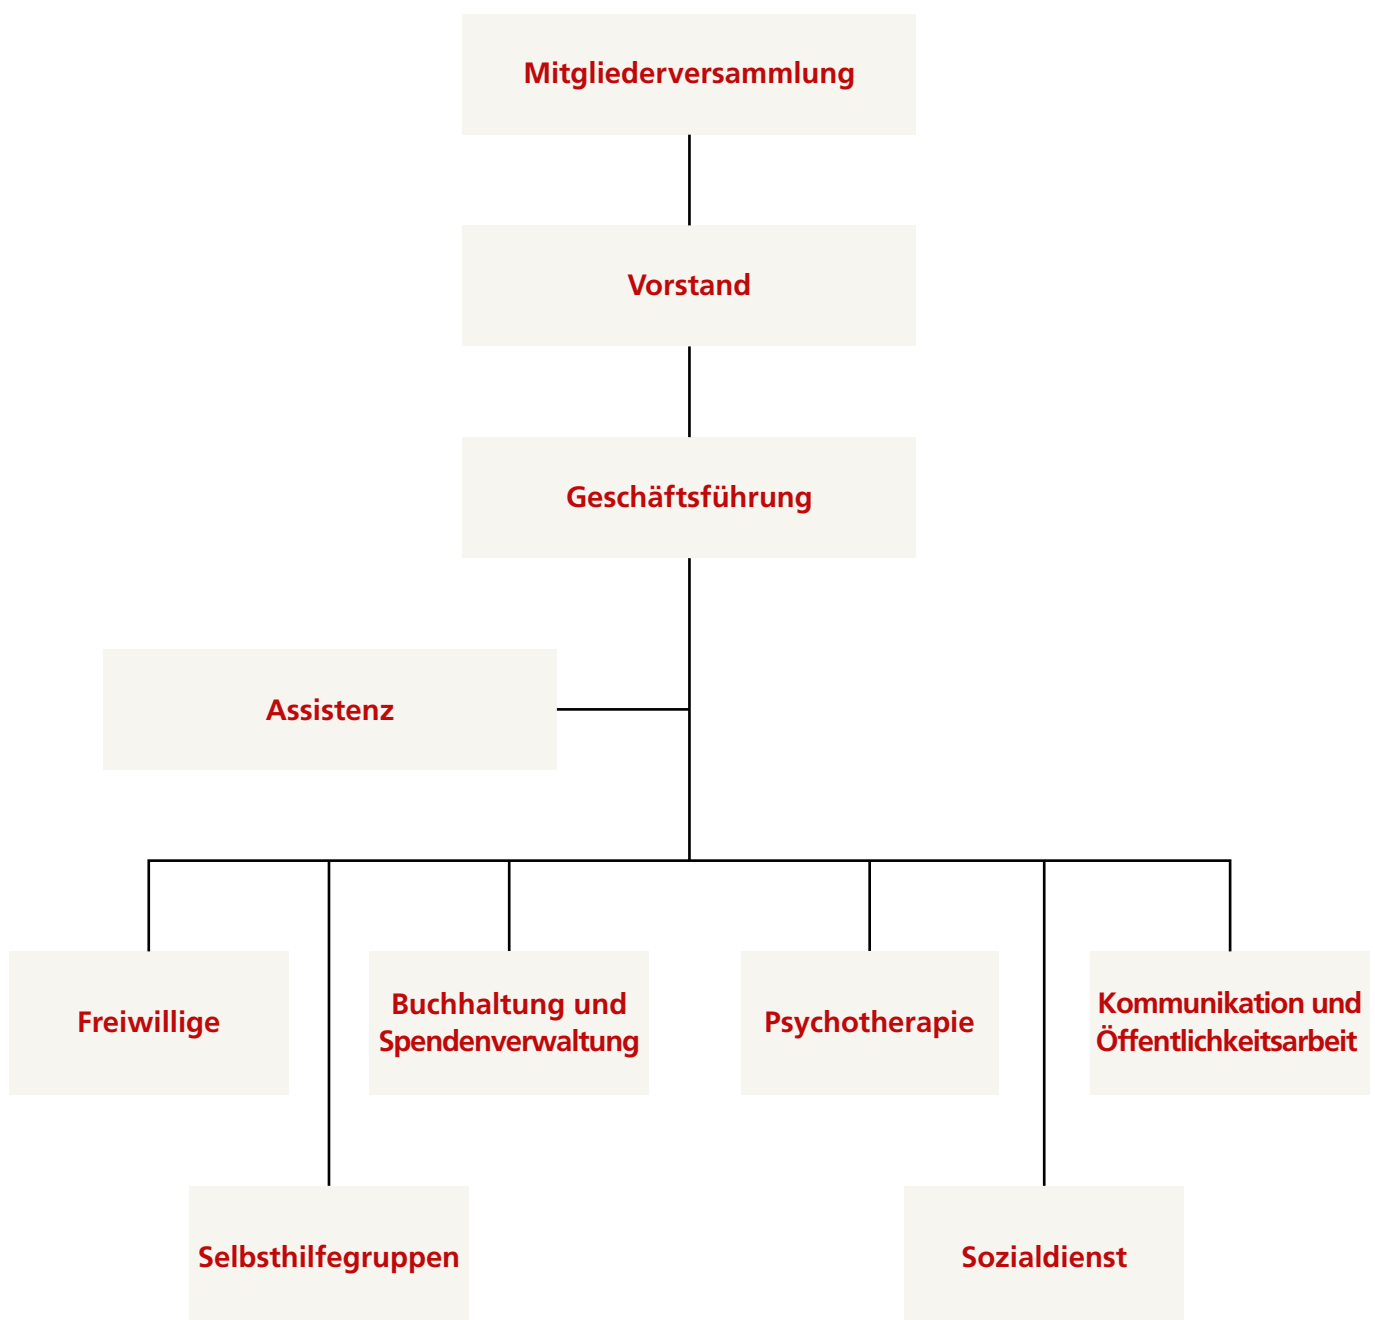 Mitgliederversammlung
Vorstand
Geschäftsführung
Assistenz
Freiwillige
Buchhaltung und
Spendenverwaltung
Psychotherapie
Kommunikation und
Öffentlichkeitsarbeit
Selbsthilfegruppen
Sozialdienst